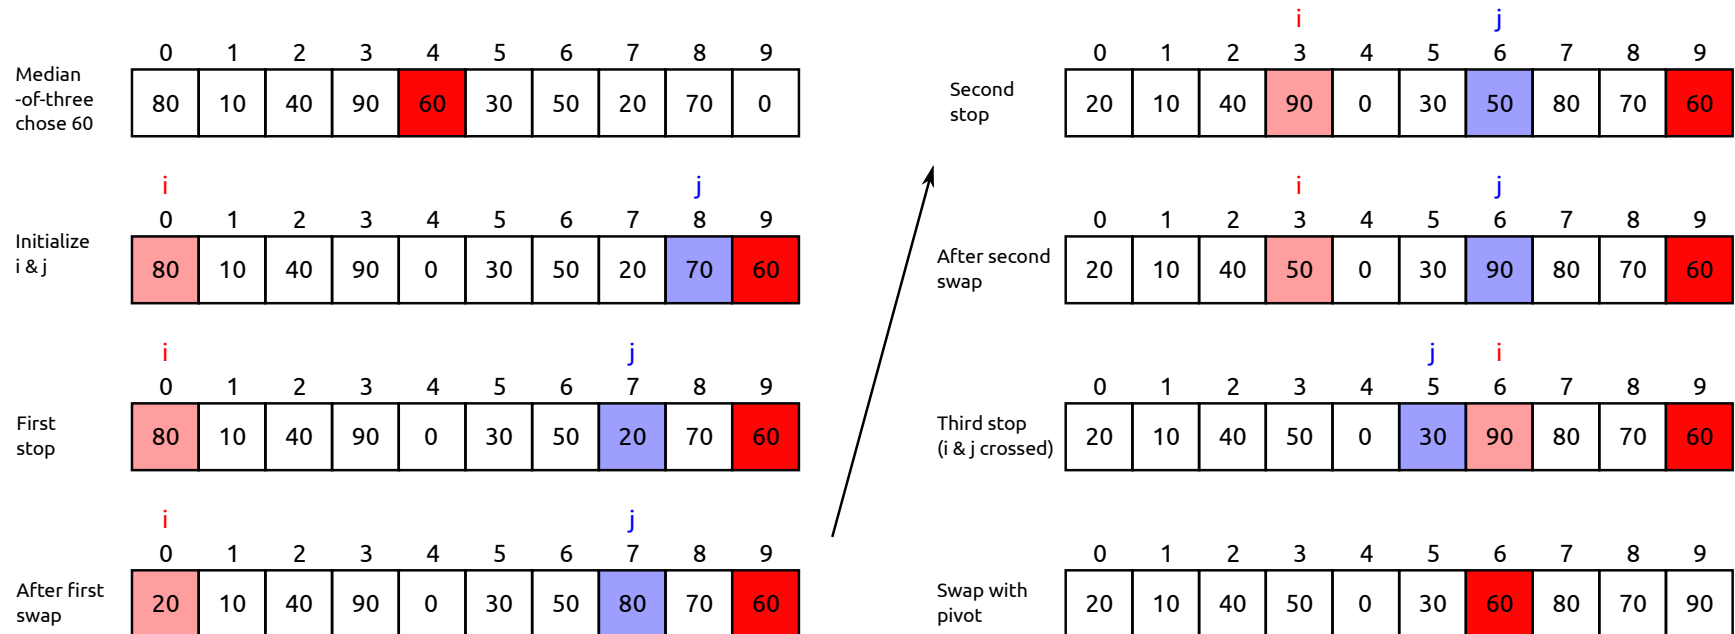 0 1 2 3 4 5 6 7 8 9
Median
-of-three
chose 60
80 10 40 90 60 30 50 20 70 0
i j
0 1 2 3 4 5 6 7 8 9
Initialize
i & j
80 10 40 90 0 30 50 20 70 60
i j
0 1 2 3 4 5 6 7 8 9
First
stop
80 10 40 90 0 30 50 20 70 60
i j
0 1 2 3 4 5 6 7 8 9
After first
swap
20 10 40 90 0 30 50 80 70 60
i j
0 1 2 3 4 5 6 7 8 9
Second
stop
20 10 40 90 0 30 50 80 70 60
i j
0 1 2 3 4 5 6 7 8 9
After second
swap
20 10 40 50 0 30 90 80 70 60
j i
0 1 2 3 4 5 6 7 8 9
Third stop
(i & j crossed)
20 10 40 50 0 30 90 80 70 60
0 1 2 3 4 5 6 7 8 9
Swap with
pivot
20 10 40 50 0 30 60 80 70 90